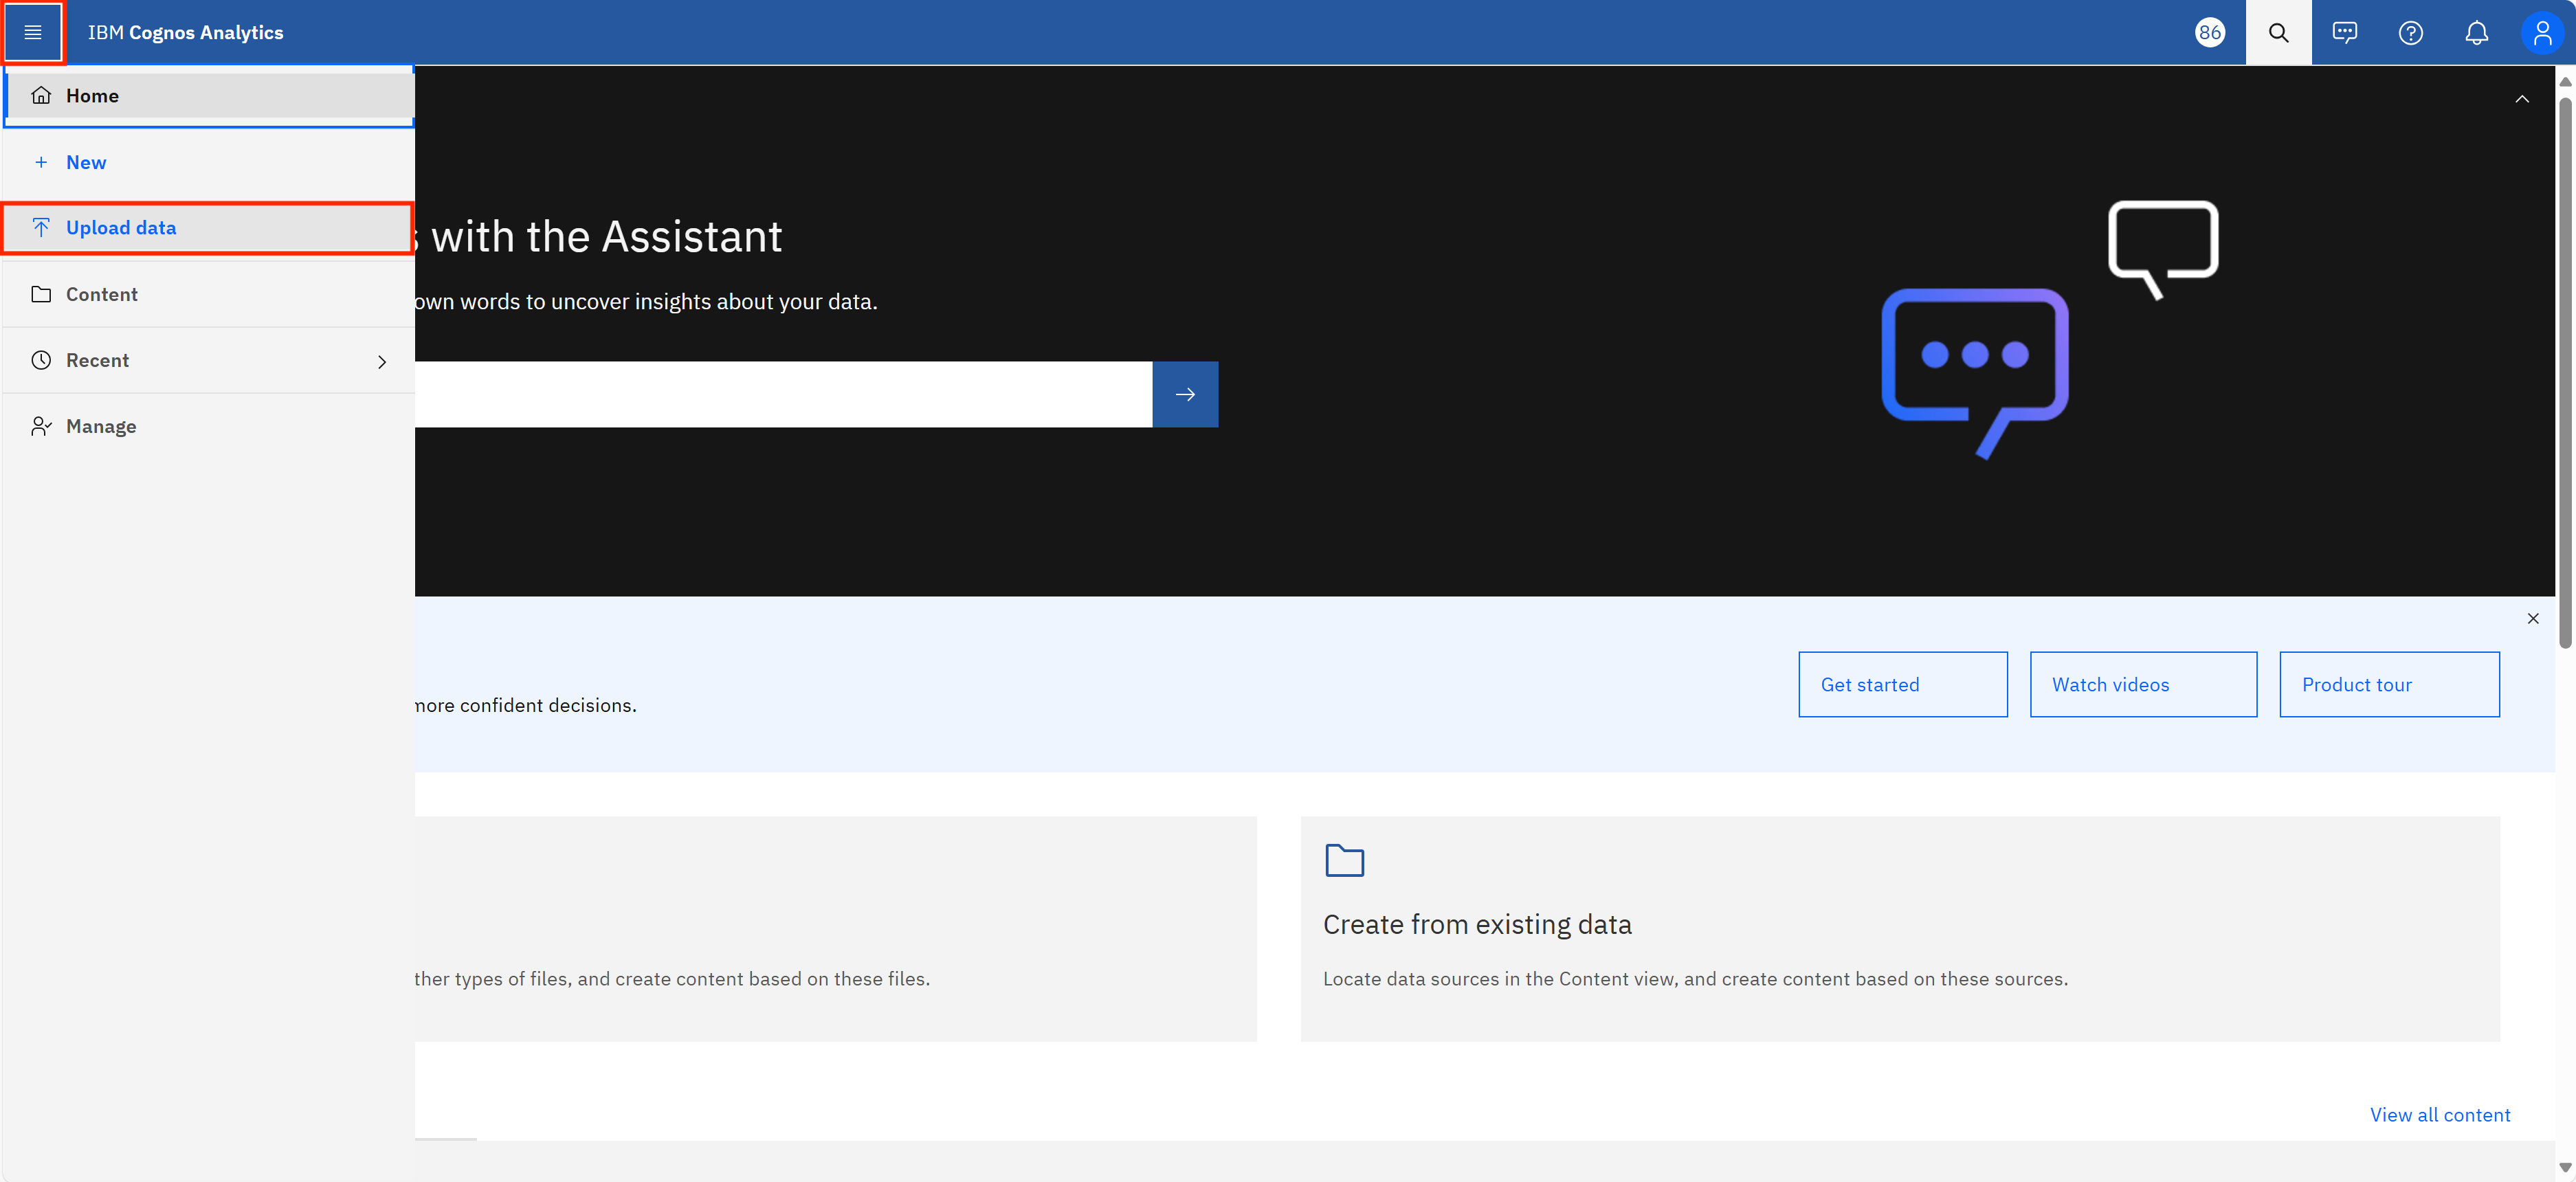 IBM Cognos Analytics
86
Home
New
Upload data
Content
Recent
Manage
with the Assistant
own words to uncover insights about your data.
more confident decisions.
Get started
Watch videos
Product tour
Create from existing data
types of files, and create content based on these files.
Locate data sources in the Content view, and create content based on these sources.
View all content